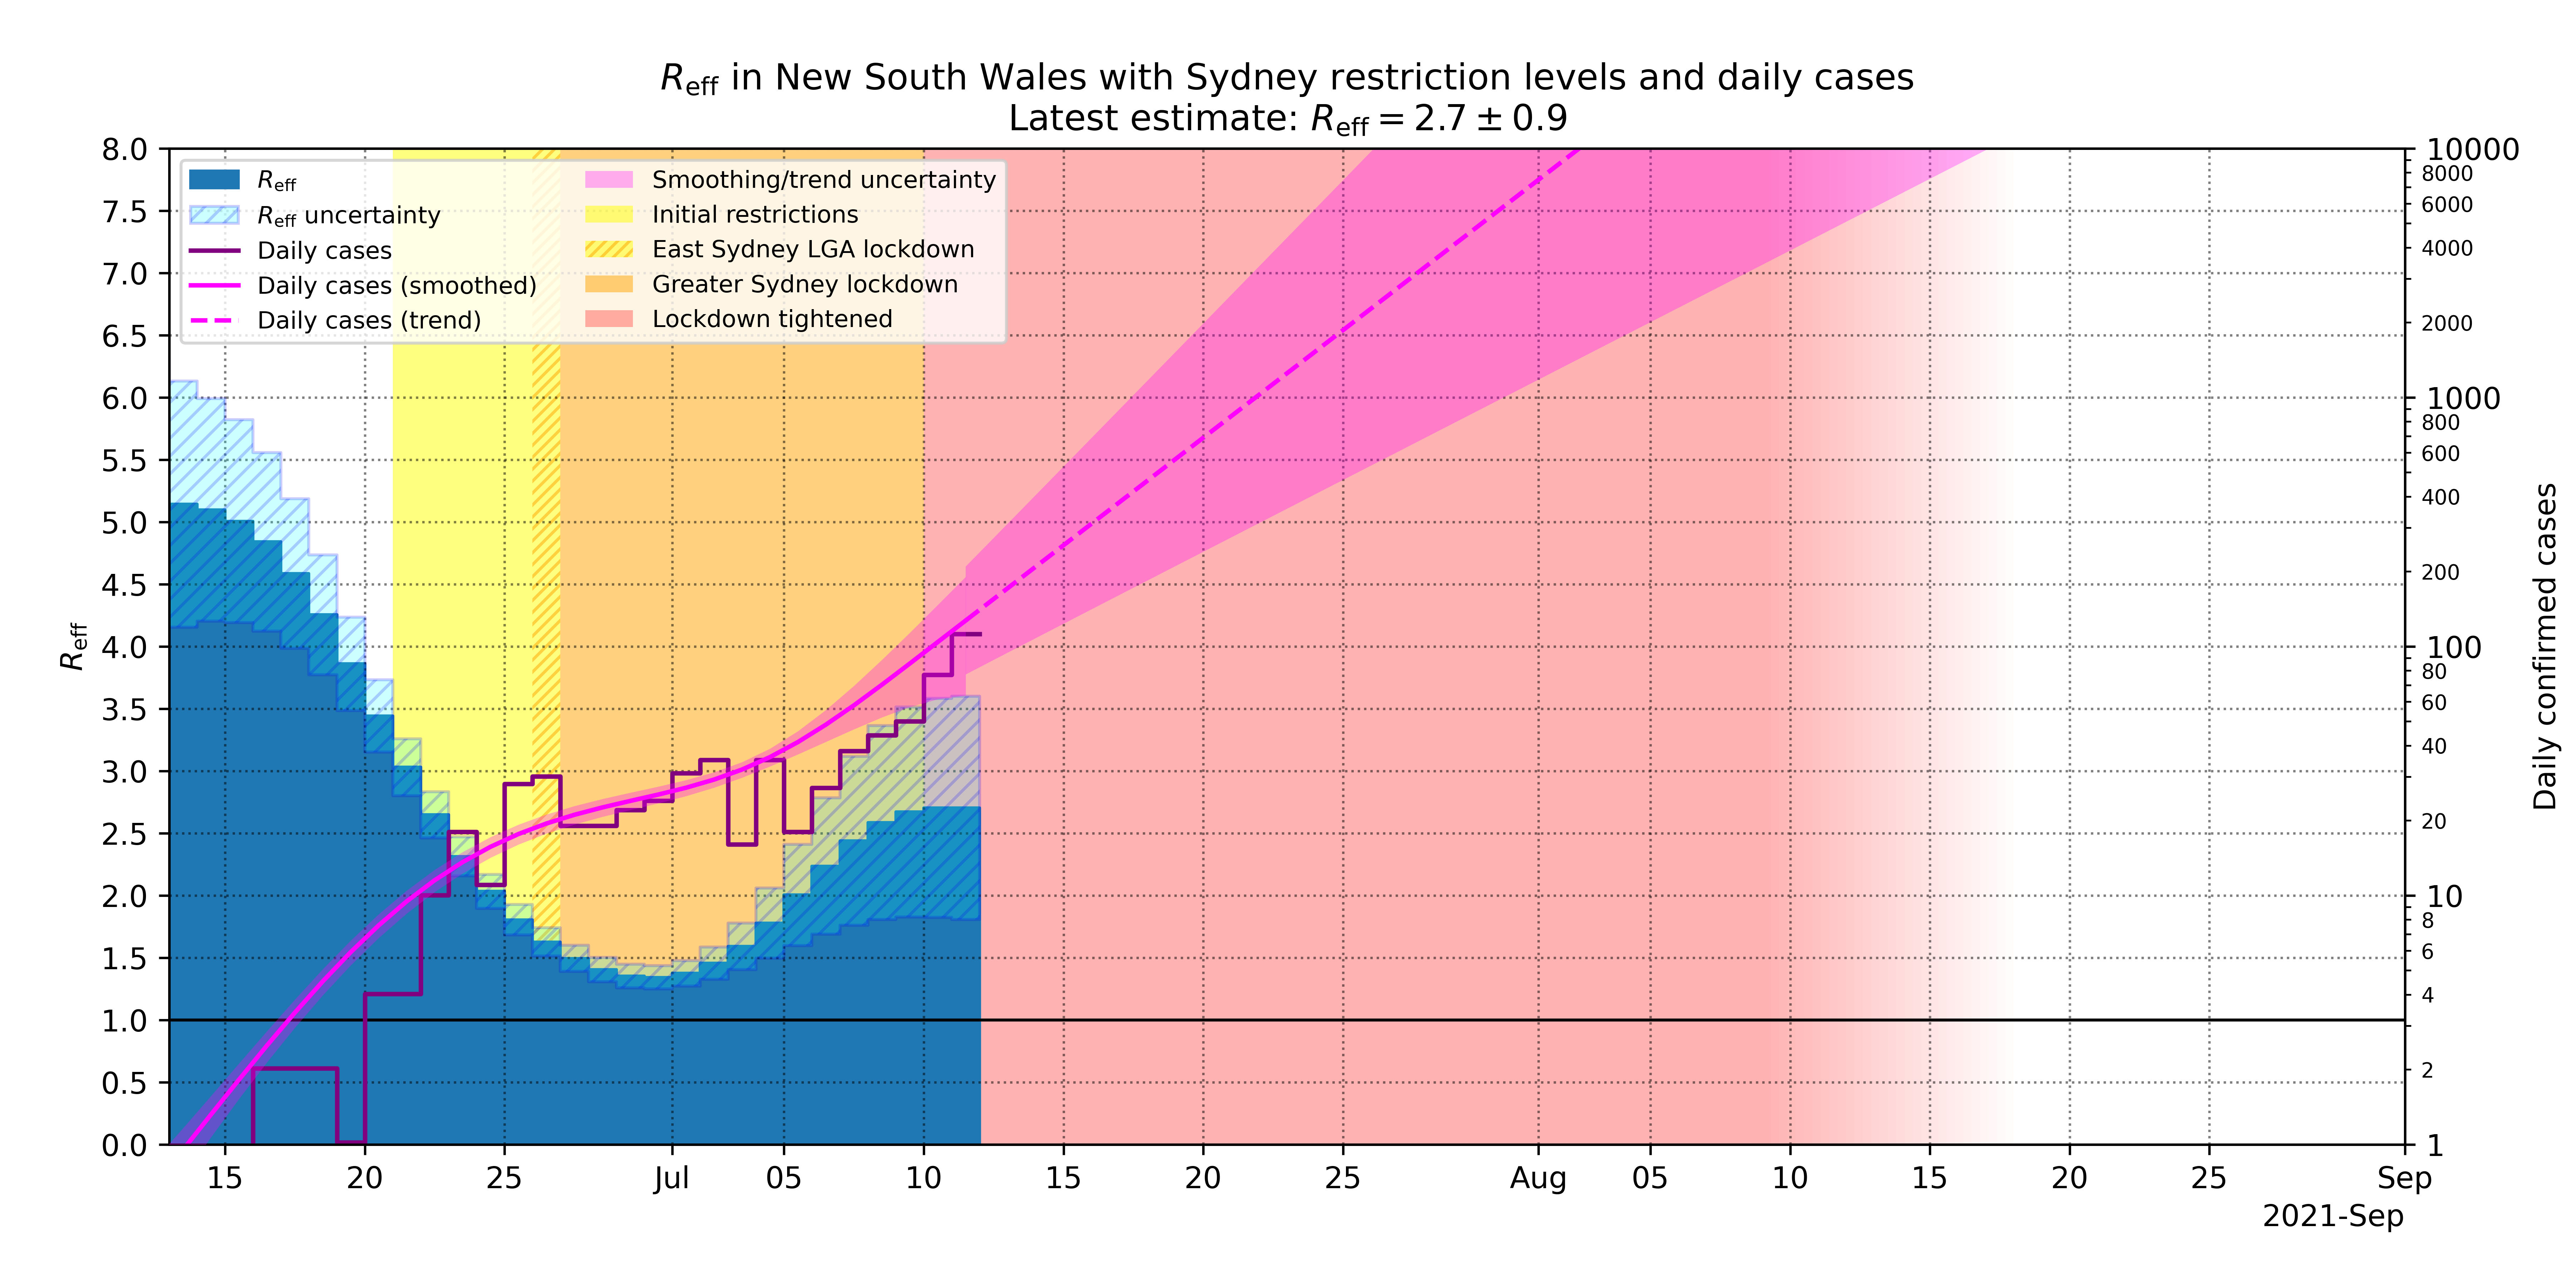 R_eff in New South Wales with Sydney restriction levels and daily cases
Latest estimate: R_eff = 2.7 ± 0.9
R_eff
R_eff uncertainty
Daily cases
Daily cases (smoothed)
Daily cases (trend)
Smoothing/trend uncertainty
Initial restrictions
East Sydney LGA lockdown
Greater Sydney lockdown
Lockdown tightened
R_eff
8.0
7.5
7.0
6.5
6.0
5.5
5.0
4.5
4.0
3.5
3.0
2.5
2.0
1.5
1.0
0.5
0.0
10000
8000
6000
4000
2000
1000
800
600
400
200
100
80
60
40
20
10
8
6
4
2
1
Daily confirmed cases
15 20 25 Jul 05 10 15 20 25 Aug 05 10 15 20 25 Sep
2021-Sep